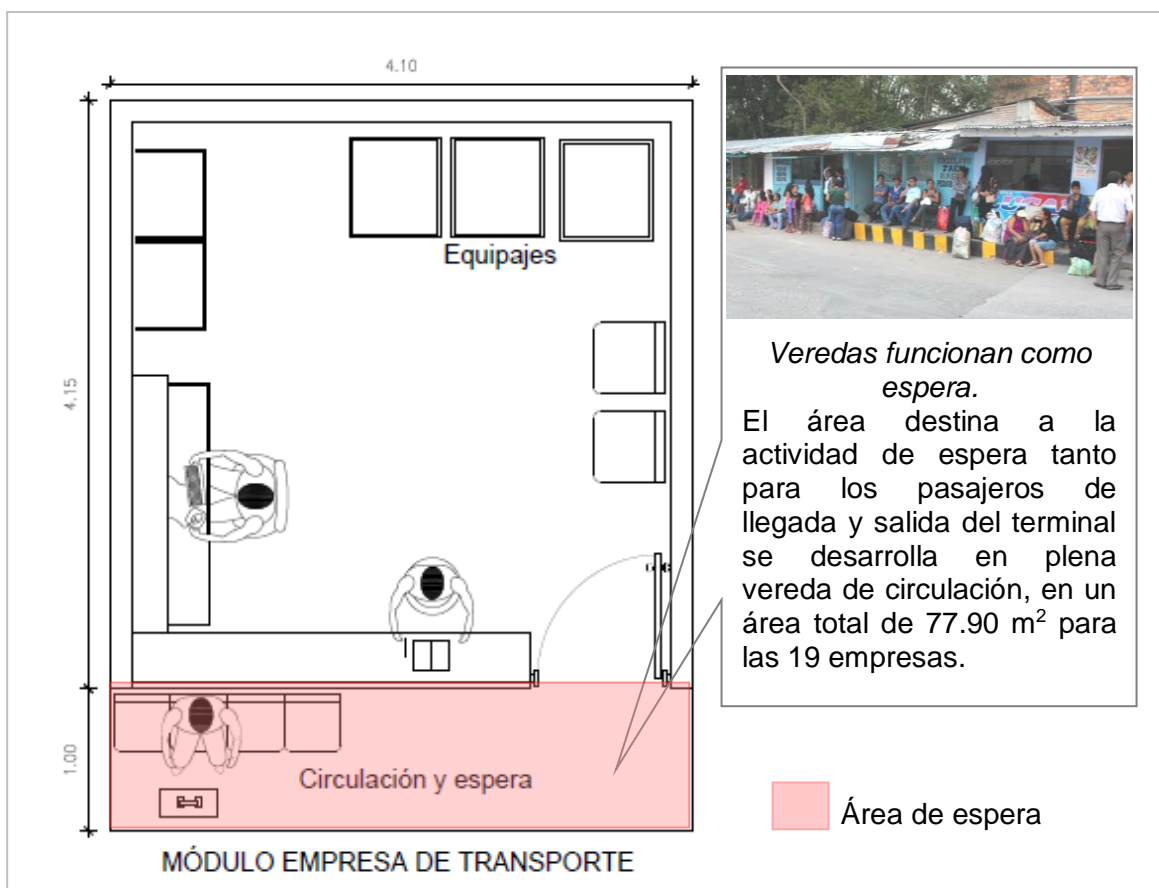 4.10
4.15
Equipajes
1.00
Circulación y espera
MÓDULO EMPRESA DE TRANSPORTE
Veredas funcionan como
espera.
El área destina a la
actividad de espera tanto
para los pasajeros de
llegada y salida del terminal
se desarrolla en plena
vereda de circulación, en un
área total de 77.90 m² para
las 19 empresas.
Área de espera